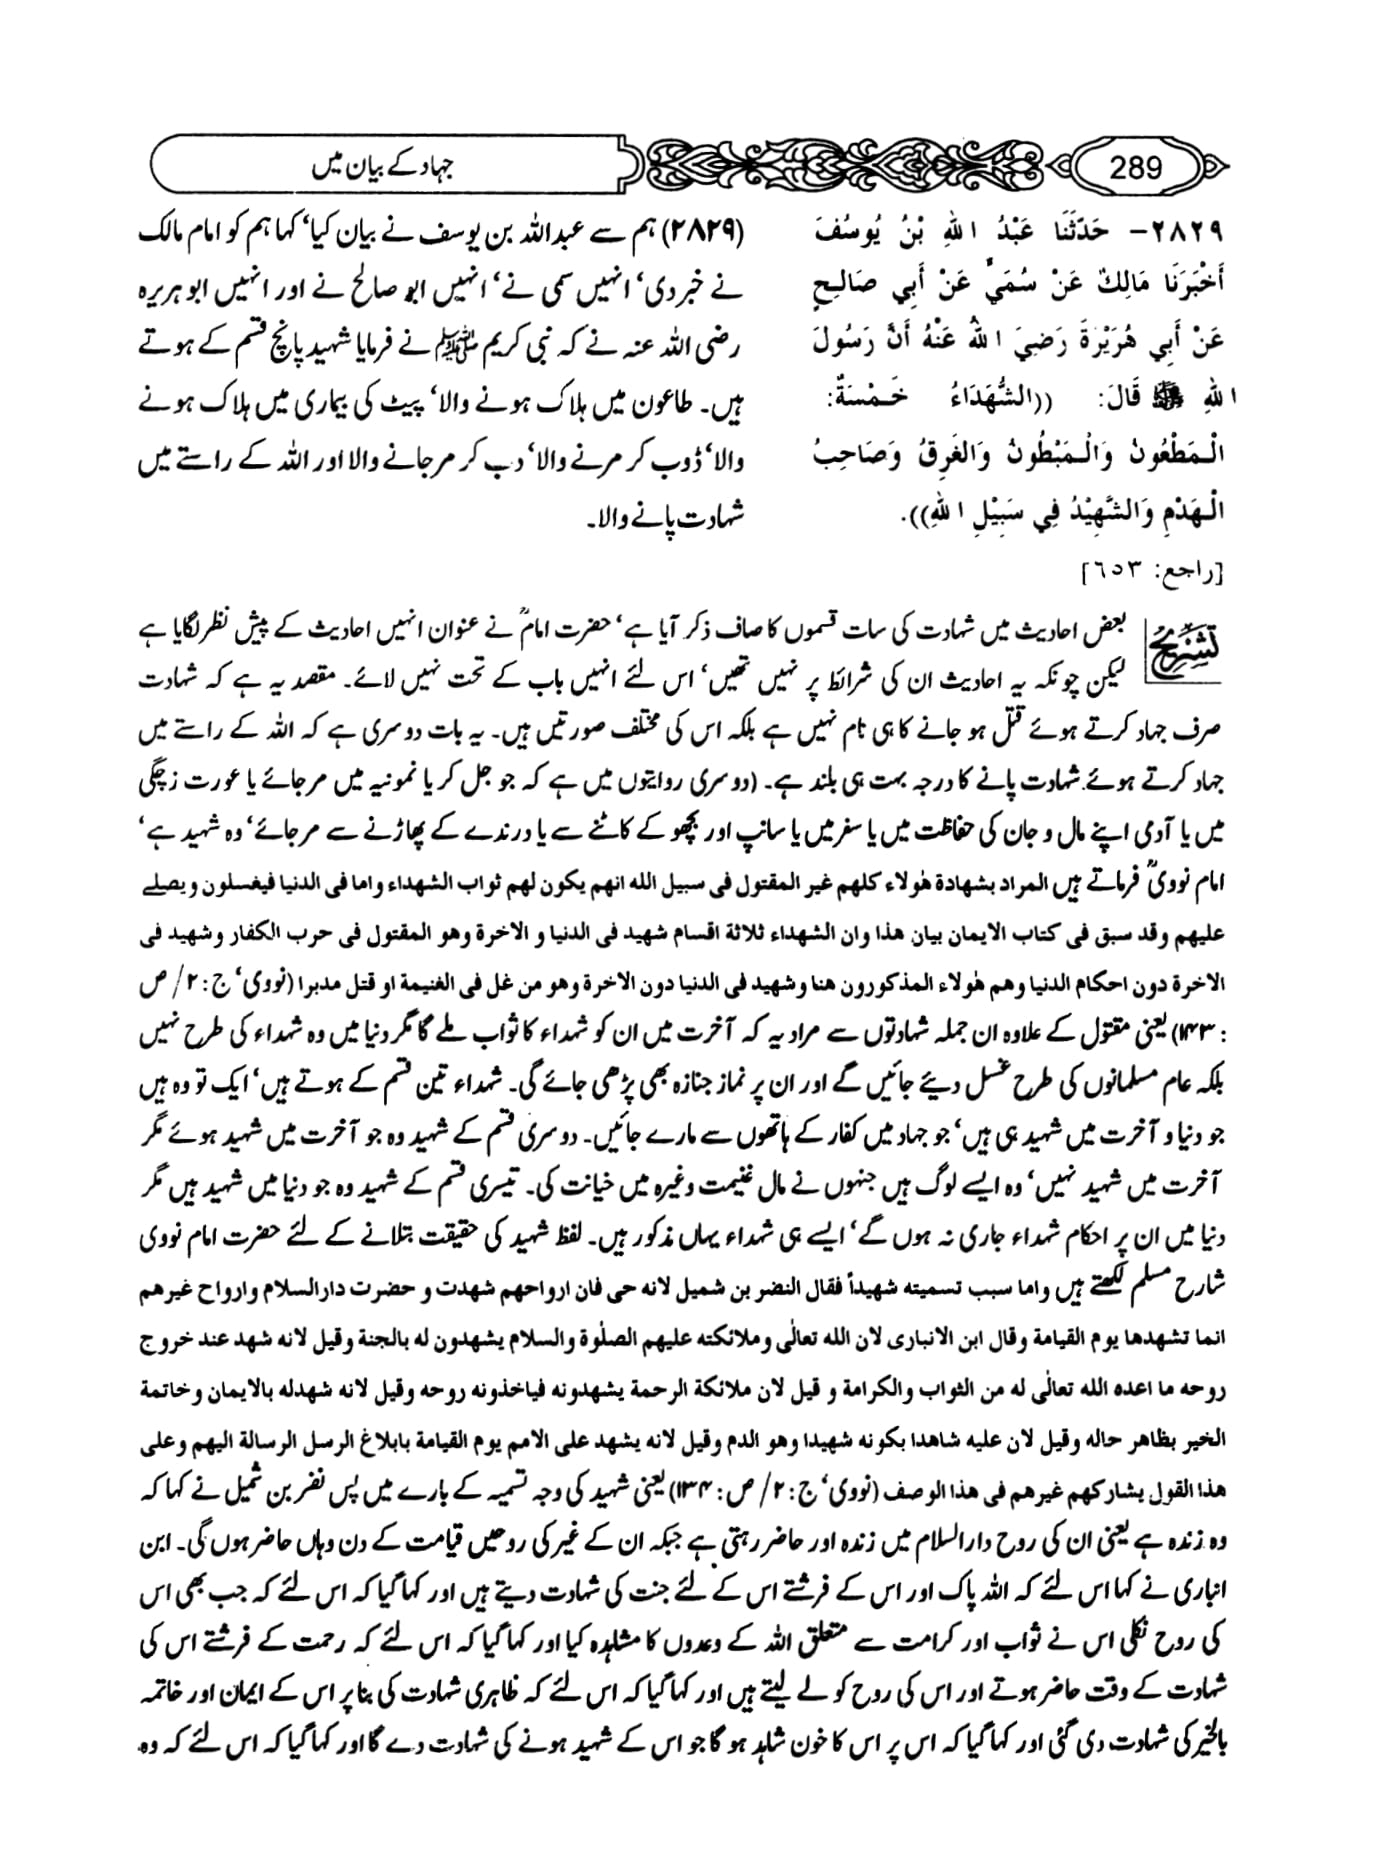 289
جہاد کے بیان میں
٢٨٢٩- حَدَّثَنَا عَبْدُ اللهِ بْنُ يُوسُفَ
أَخْبَرَنَا مَالِكٌ عَنْ سُمَيٍّ عَنْ أَبِي صَالِحٍ
عَنْ أَبِي هُرَيْرَةَ رَضِيَ اللهُ عَنْهُ أَنَّ رَسُولَ
اللهِ ﷺ قَالَ: ((الشُّهَدَاءُ خَمْسَةٌ:
الْمَطْعُونُ وَالْمَبْطُونُ وَالْغَرِقُ وَصَاحِبُ
الْهَدْمِ وَالشَّهِيْدُ فِي سَبِيْلِ اللهِ)).
[راجع: ٦٥٣]
(۲۸۲۹) ہم سے عبداللہ بن یوسف نے بیان کیا‘ کہا ہم کو امام مالک
نے خبر دی‘ انہیں سمی نے‘ انہیں ابو صالح نے اور انہیں ابو ہریرہ
رضی اللہ عنہ نے کہ نبی کریم ﷺ نے فرمایا شہید پانچ قسم کے ہوتے
ہیں۔ طاعون میں ہلاک ہونے والا‘ پیٹ کی بیماری میں ہلاک ہونے
والا‘ ڈوب کر مرنے والا‘ دب کر مرجانے والا اور اللہ کے راستے میں
شہادت پانے والا۔
تشریح
بعض احادیث میں شہادت کی سات قسموں کا صاف ذکر آیا ہے‘ حضرت امامؒ نے عنوان انہیں احادیث کے پیش نظر لگایا ہے
لیکن چونکہ یہ احادیث ان کی شرائط پر نہیں تھیں‘ اس لئے انہیں باب کے تحت نہیں لائے۔ مقصد یہ ہے کہ شہادت
صرف جہاد کرتے ہوئے قتل ہو جانے کا ہی نام نہیں ہے بلکہ اس کی مختلف صورتیں ہیں۔ یہ بات دوسری ہے کہ اللہ کے راستے میں
جہاد کرتے ہوئے شہادت پانے کا درجہ بہت ہی بلند ہے۔ (دوسری روایتوں میں ہے کہ جو جل کر یا نمونیہ میں مرجائے یا عورت زچگی
میں یا آدمی اپنے مال و جان کی حفاظت میں یا سفر میں یا سانپ اور بچھو کے کاٹنے سے یا درندے کے پھاڑنے سے مرجائے‘ وہ شہید ہے‘
امام نوویؒ فرماتے ہیں المراد بشهادة هٰولاء كلهم غير المقتول فى سبيل الله انهم يكون لهم ثواب الشهداء واما فى الدنيا فيغسلون و يصلے
عليهم وقد سبق فى كتاب الايمان بيان هذا وان الشهداء ثلاثة اقسام شهيد فى الدنيا و الاخرة وهو المقتول فى حرب الكفار و شهيد فى
الاخرة دون احكام الدنيا وهم هٰولاء المذكورون هنا و شهيد فى الدنيا دون الاخرة وهو من غل فى الغنيمة او قتل مدبرا (نووی‘ ج: ۲/ ص
: ۱۴۳) یعنی مقتول کے علاوہ ان جملہ شہادتوں سے مراد یہ کہ آخرت میں ان کو شہداء کا ثواب ملے گا مگر دنیا میں وہ شہداء کی طرح نہیں
بلکہ عام مسلمانوں کی طرح غسل دیئے جائیں گے اور ان پر نماز جنازہ بھی پڑھی جائے گی۔ شہداء تین قسم کے ہوتے ہیں‘ ایک تو وہ ہیں
جو دنیا و آخرت میں شہید ہی ہیں‘ جو جہاد میں کفار کے ہاتھوں سے مارے جائیں۔ دوسری قسم کے شہید وہ جو آخرت میں شہید ہوئے مگر
آخرت میں شہید نہیں‘ وہ ایسے لوگ ہیں جنہوں نے مال غنیمت وغیرہ میں خیانت کی۔ تیسری قسم کے شہید وہ جو دنیا میں شہید ہیں مگر
دنیا میں ان پر احکام شہداء جاری نہ ہوں گے‘ ایسے ہی شہداء یہاں مذکور ہیں۔ لفظ شہید کی حقیقت بتلانے کے لئے حضرت امام نووی
شارح مسلم لکھتے ہیں واما سبب تسميته شهيداً فقال النضر بن شميل لانه حى فان ارواحهم شهدت و حضرت دارالسلام وارواح غيرهم
انما تشهدها يوم القيامة وقال ابن الانبارى لان الله تعالٰى وملائكته عليهم الصلٰوة والسلام يشهدون له بالجنة وقيل لانه شهد عند خروج
روحه ما اعده الله تعالٰى له من الثواب والكرامة و قيل لان ملائكة الرحمة يشهدونه فياخذونه روحه وقيل لانه شهدله بالايمان و خاتمة
الخير بظاهر حاله وقيل لان عليه شاهدا بكونه شهيدا وهو الدم وقيل لانه يشهد على الامم يوم القيامة بابلاغ الرسل الرسالة اليهم وعلى
هذا القول يشاركهم غيرهم فى هذا الوصف (نووی‘ ج: ۲/ ص: ۱۳۴) یعنی شہید کی وجہ تسمیہ کے بارے میں پس نضر بن شمیل نے کہا کہ
وہ زندہ ہے یعنی ان کی روح دارالسلام میں زندہ اور حاضر رہتی ہے جبکہ ان کے غیر کی روحیں قیامت کے دن وہاں حاضر ہوں گی۔ ابن
انباری نے کہا اس لئے کہ اللہ پاک اور اس کے فرشتے اس کے لئے جنت کی شہادت دیتے ہیں اور کہا گیا کہ اس لئے کہ جب بھی اس
کی روح نکلی اس نے ثواب اور کرامت سے متعلق اللہ کے وعدوں کا مشاہدہ کیا اور کہا گیا کہ اس لئے کہ رحمت کے فرشتے اس کی
شہادت کے وقت حاضر ہوتے اور اس کی روح کو لے لیتے ہیں اور کہا گیا کہ اس لئے کہ ظاہری شہادت کی بنا پر اس کے ایمان اور خاتمہ
بالخیر کی شہادت دی گئی اور کہا گیا کہ اس پر اس کا خون شاہد ہو گا جو اس کے شہید ہونے کی شہادت دے گا اور کہا گیا کہ اس لئے کہ وہ